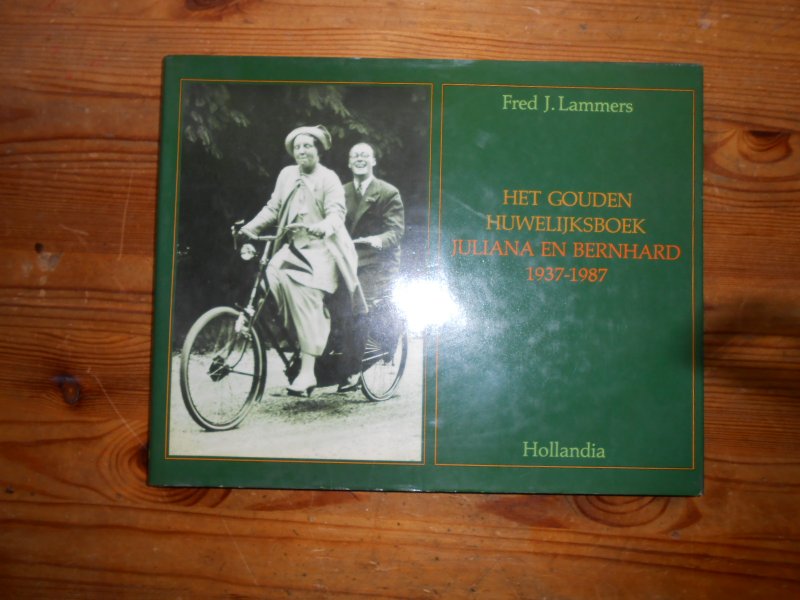 Fred J. Lammers
HET GOUDEN
HUWELIJKSBOEK
JULIANA EN BERNHARD
1937-1987
Hollandia